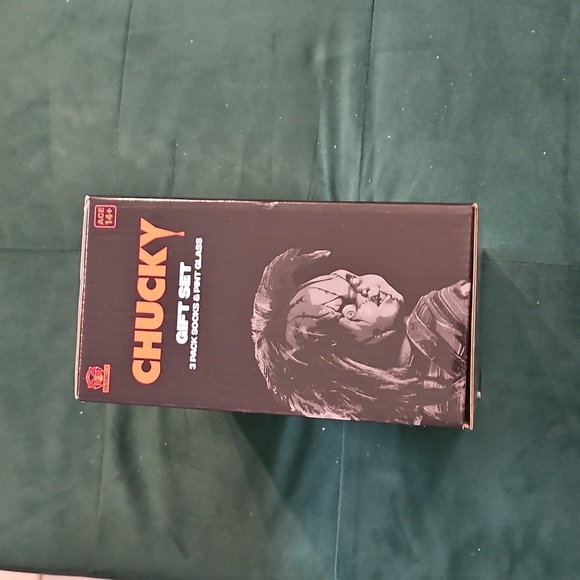 AGE
14+
CHUCKY
GIFT SET
3 PACK SOCKS & PINT GLASS